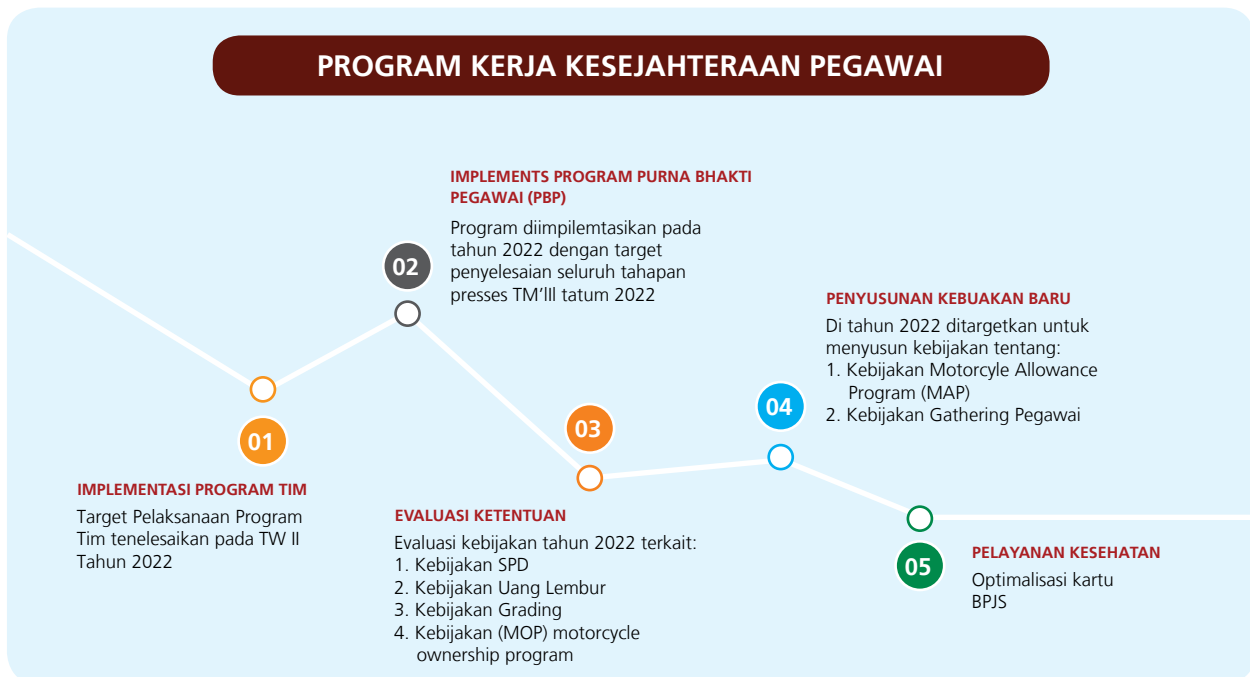 PROGRAM KERJA KESEJAHTERAAN PEGAWAI
01
IMPLEMENTASI PROGRAM TIM
Target Pelaksanaan Program
Tim tenelesaikan pada TW II
Tahun 2022
02
IMPLEMENTS PROGRAM PURNA BHAKTI
PEGAWAI (PBP)
Program diimpilemtasikan pada
tahun 2022 dengan target
penyelesaian seluruh tahapan
presses TM'lll tatum 2022
03
EVALUASI KETENTUAN
Evaluasi kebijakan tahun 2022 terkait:
1. Kebijakan SPD
2. Kebijakan Uang Lembur
3. Kebijakan Grading
4. Kebijakan (MOP) motorcycle
ownership program
04
PENYUSUNAN KEBUAKAN BARU
Di tahun 2022 ditargetkan untuk
menyusun kebijakan tentang:
1. Kebijakan Motorcyle Allowance
Program (MAP)
2. Kebijakan Gathering Pegawai
05
PELAYANAN KESEHATAN
Optimalisasi kartu
BPJS